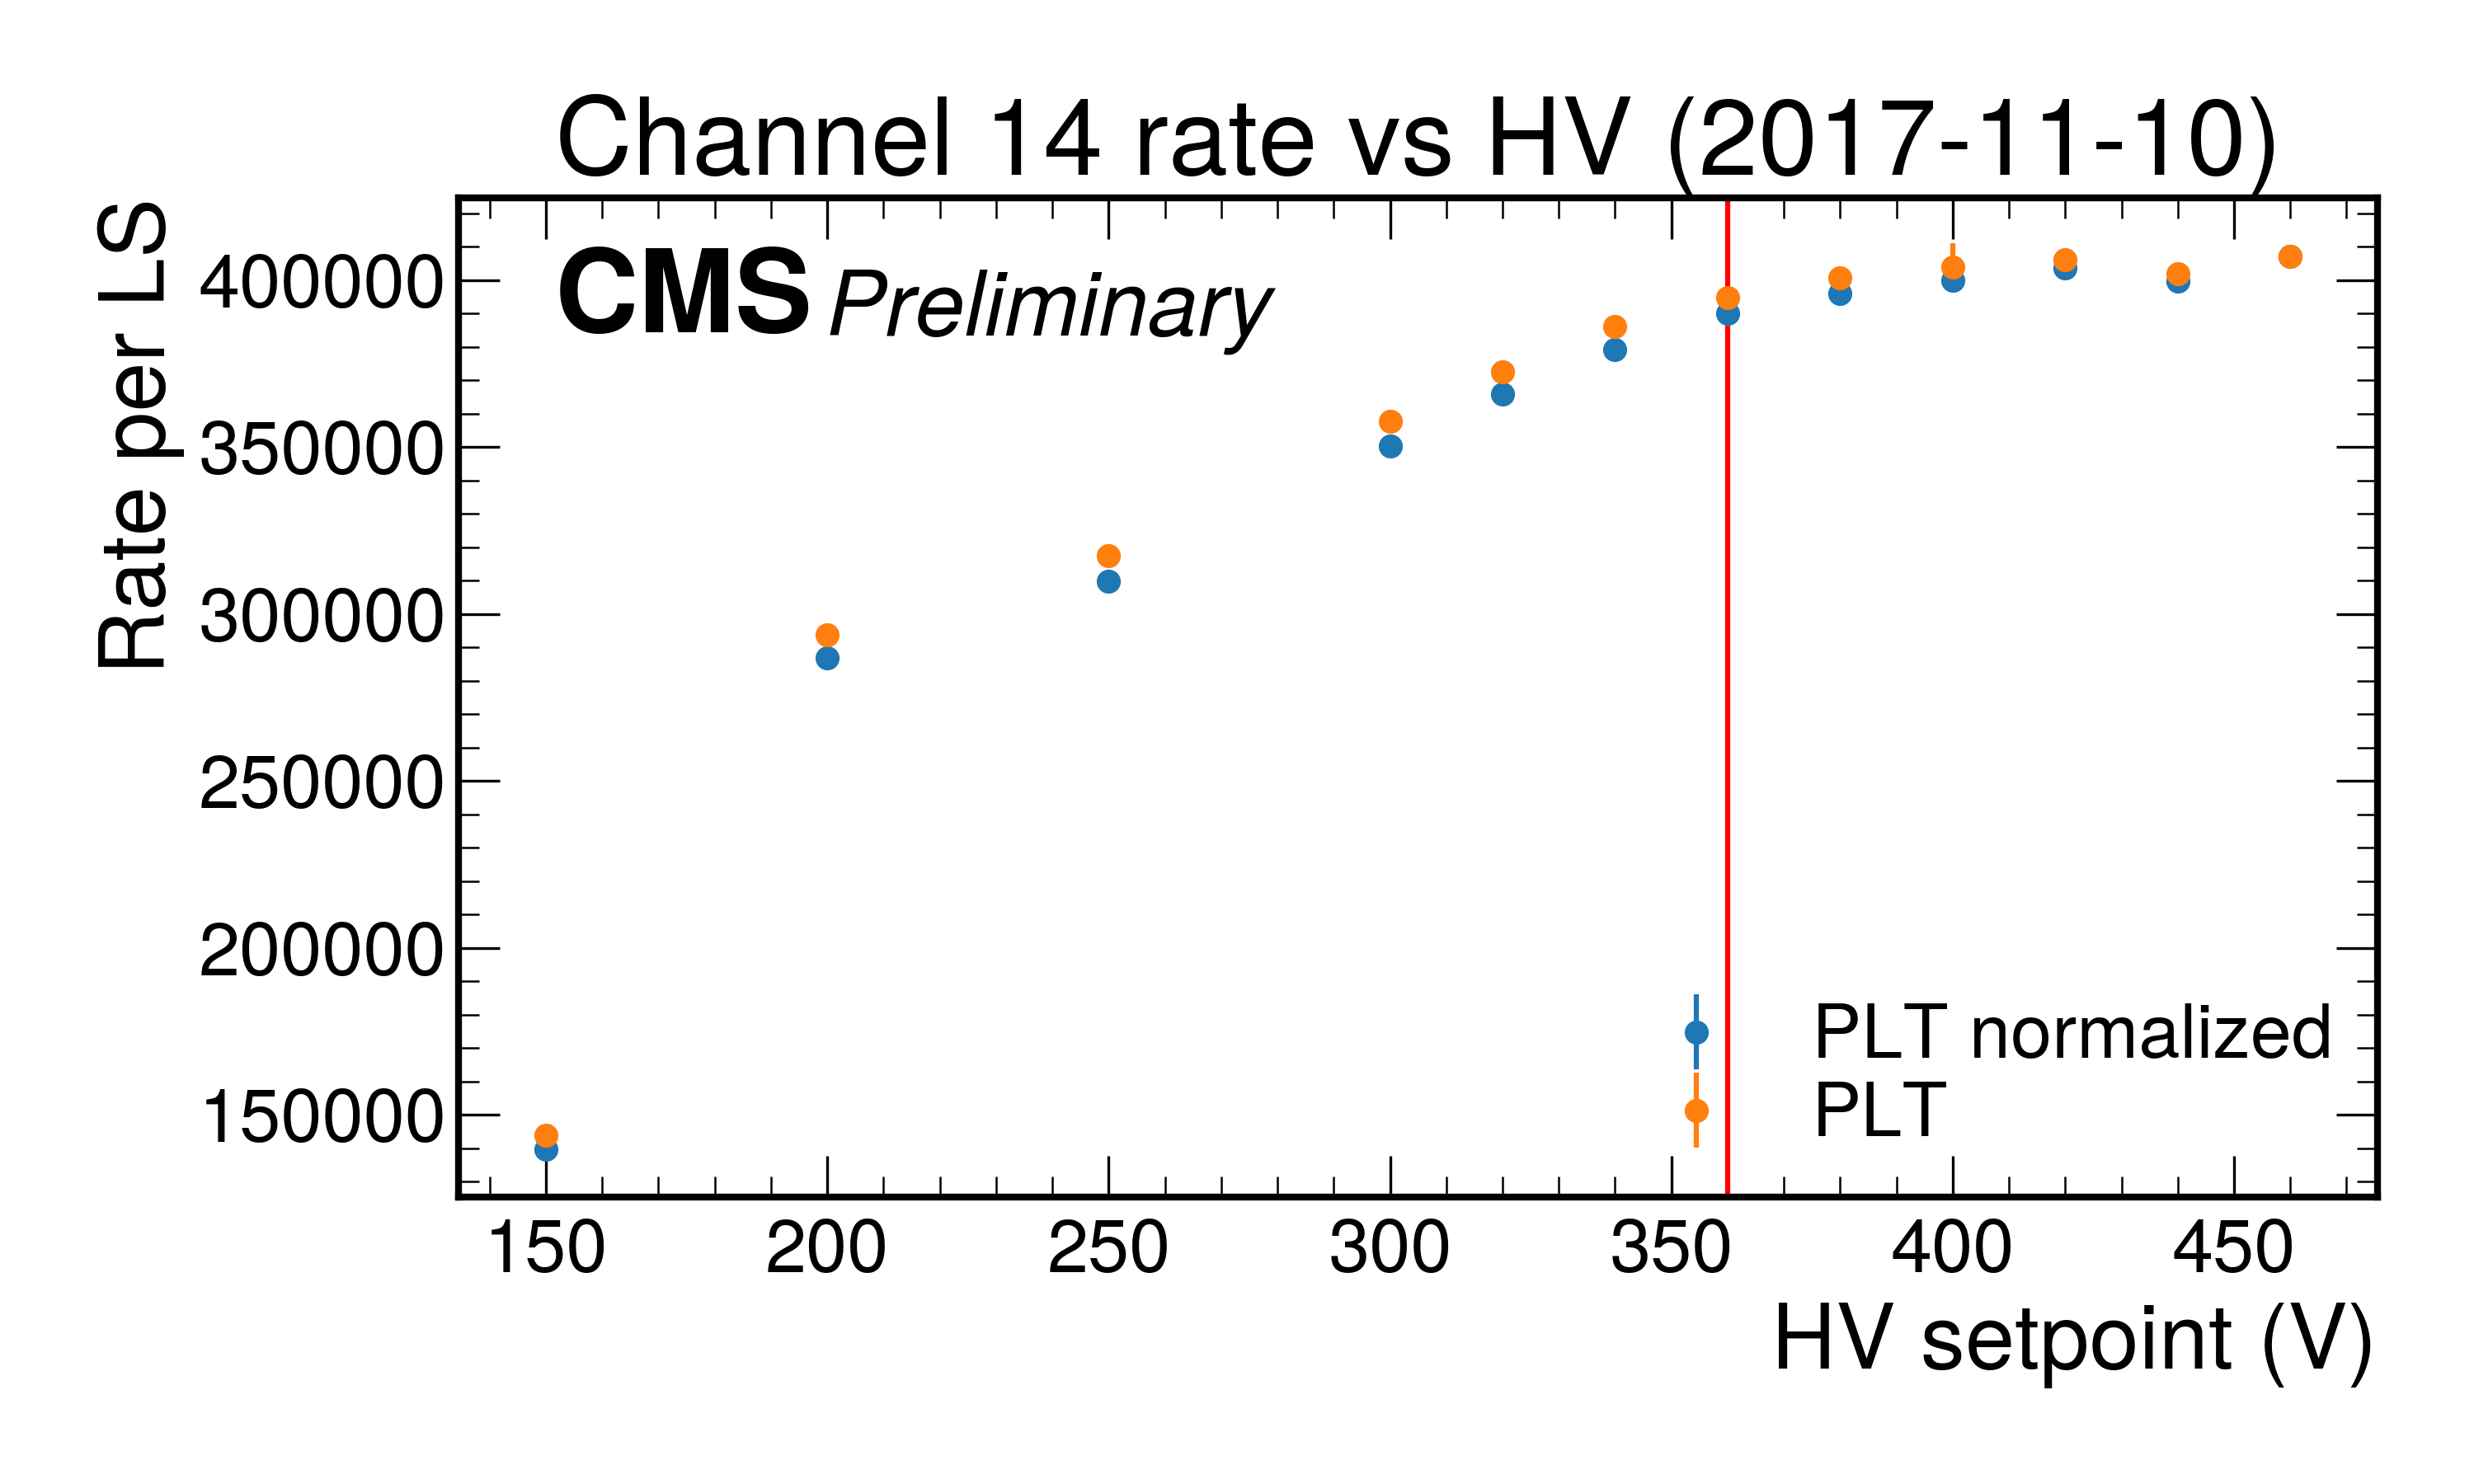 Channel 14 rate vs HV (2017-11-10)
CMS Preliminary
Rate per LS
400000
350000
300000
250000
200000
150000
PLT normalized
PLT
150 200 250 300 350 400 450
HV setpoint (V)